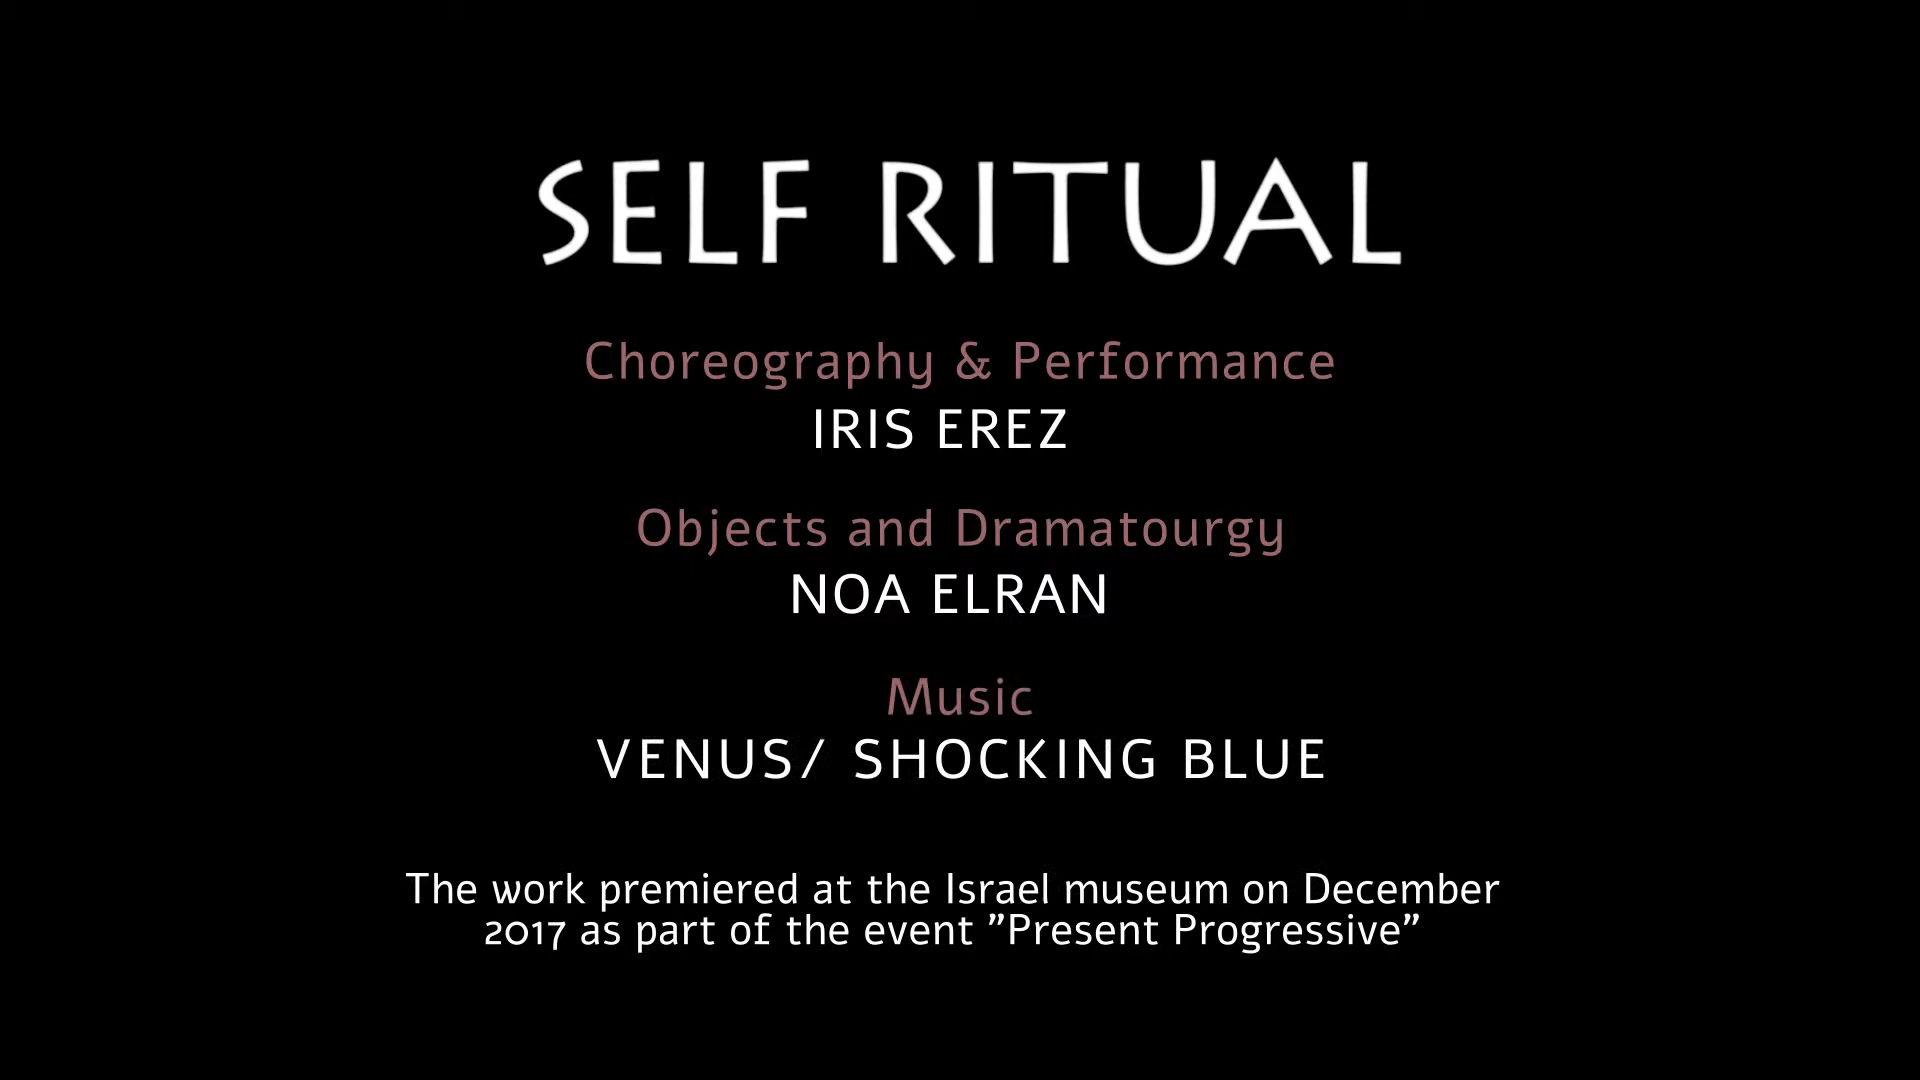 SELF RITUAL
Choreography & Performance
IRIS EREZ
Objects and Dramatourgy
NOA ELRAN
Music
VENUS/ SHOCKING BLUE
The work premiered at the Israel museum on December
2017 as part of the event ”Present Progressive”